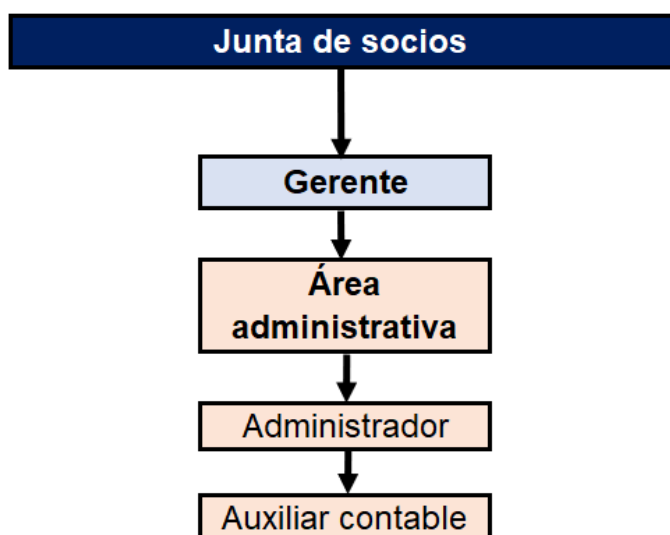 Junta de socios
Gerente
Área
administrativa
Administrador
Auxiliar contable